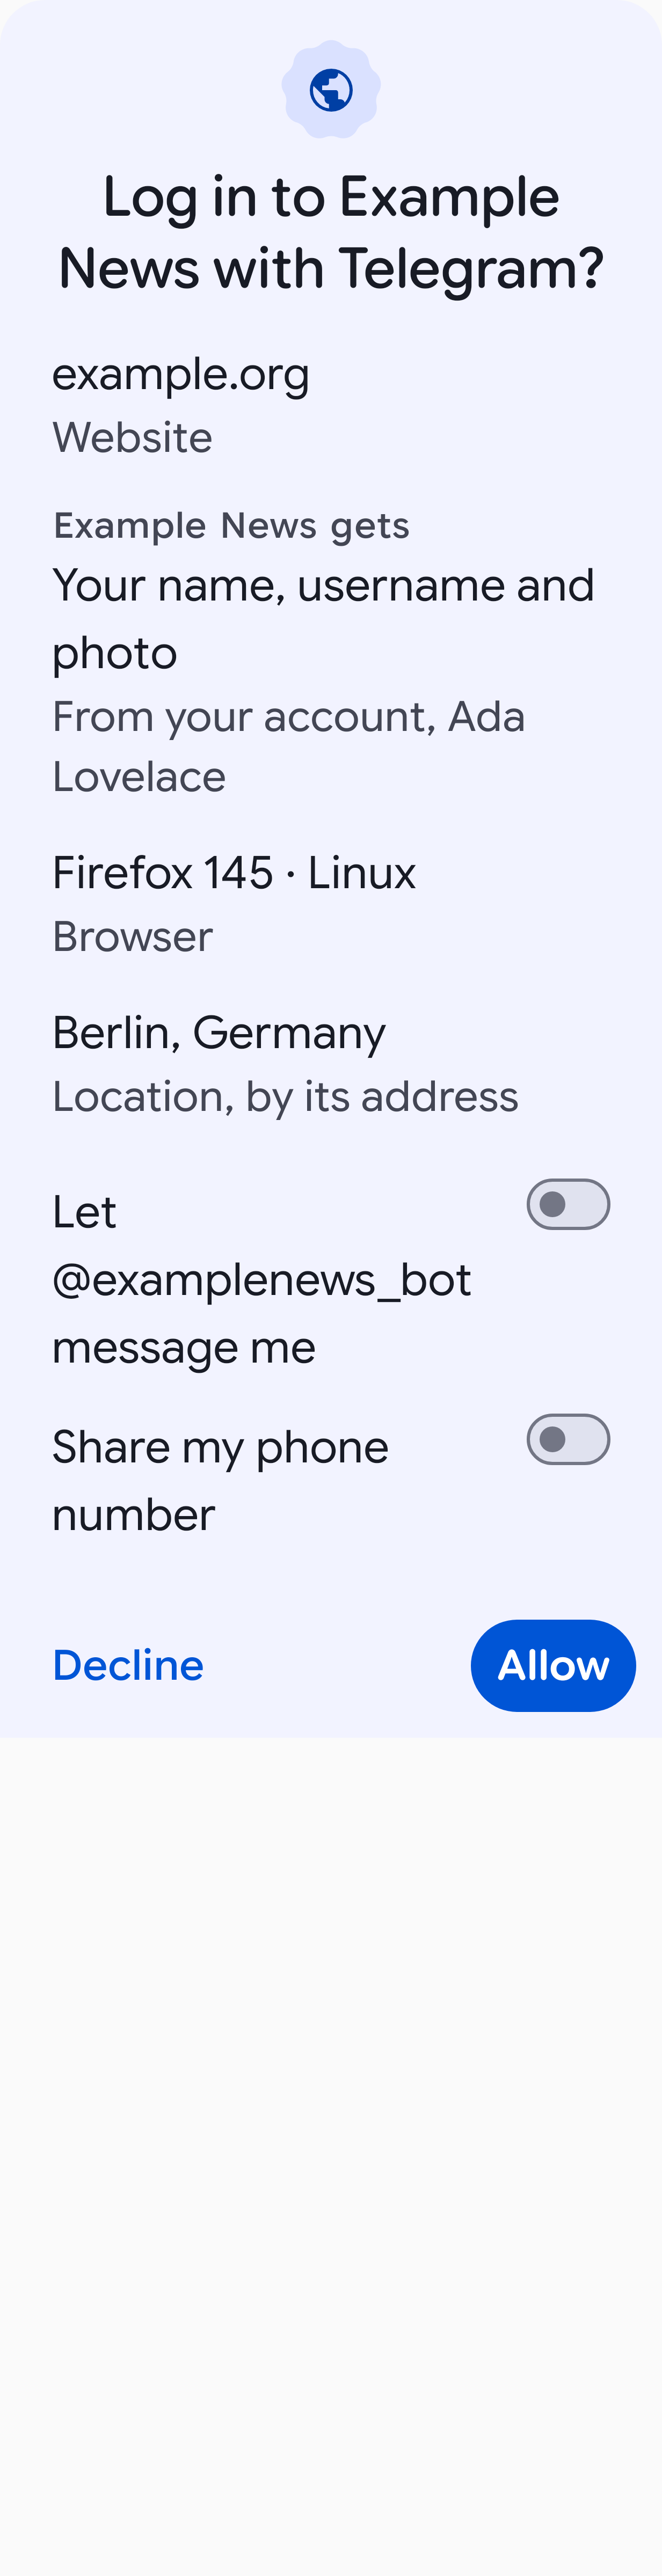 Log in to Example
News with Telegram?
example.org
Website
Example News gets
Your name, username and
photo
From your account, Ada
Lovelace
Firefox 145 · Linux
Browser
Berlin, Germany
Location, by its address
Let
@examplenews_bot
message me
Share my phone
number
Decline
Allow